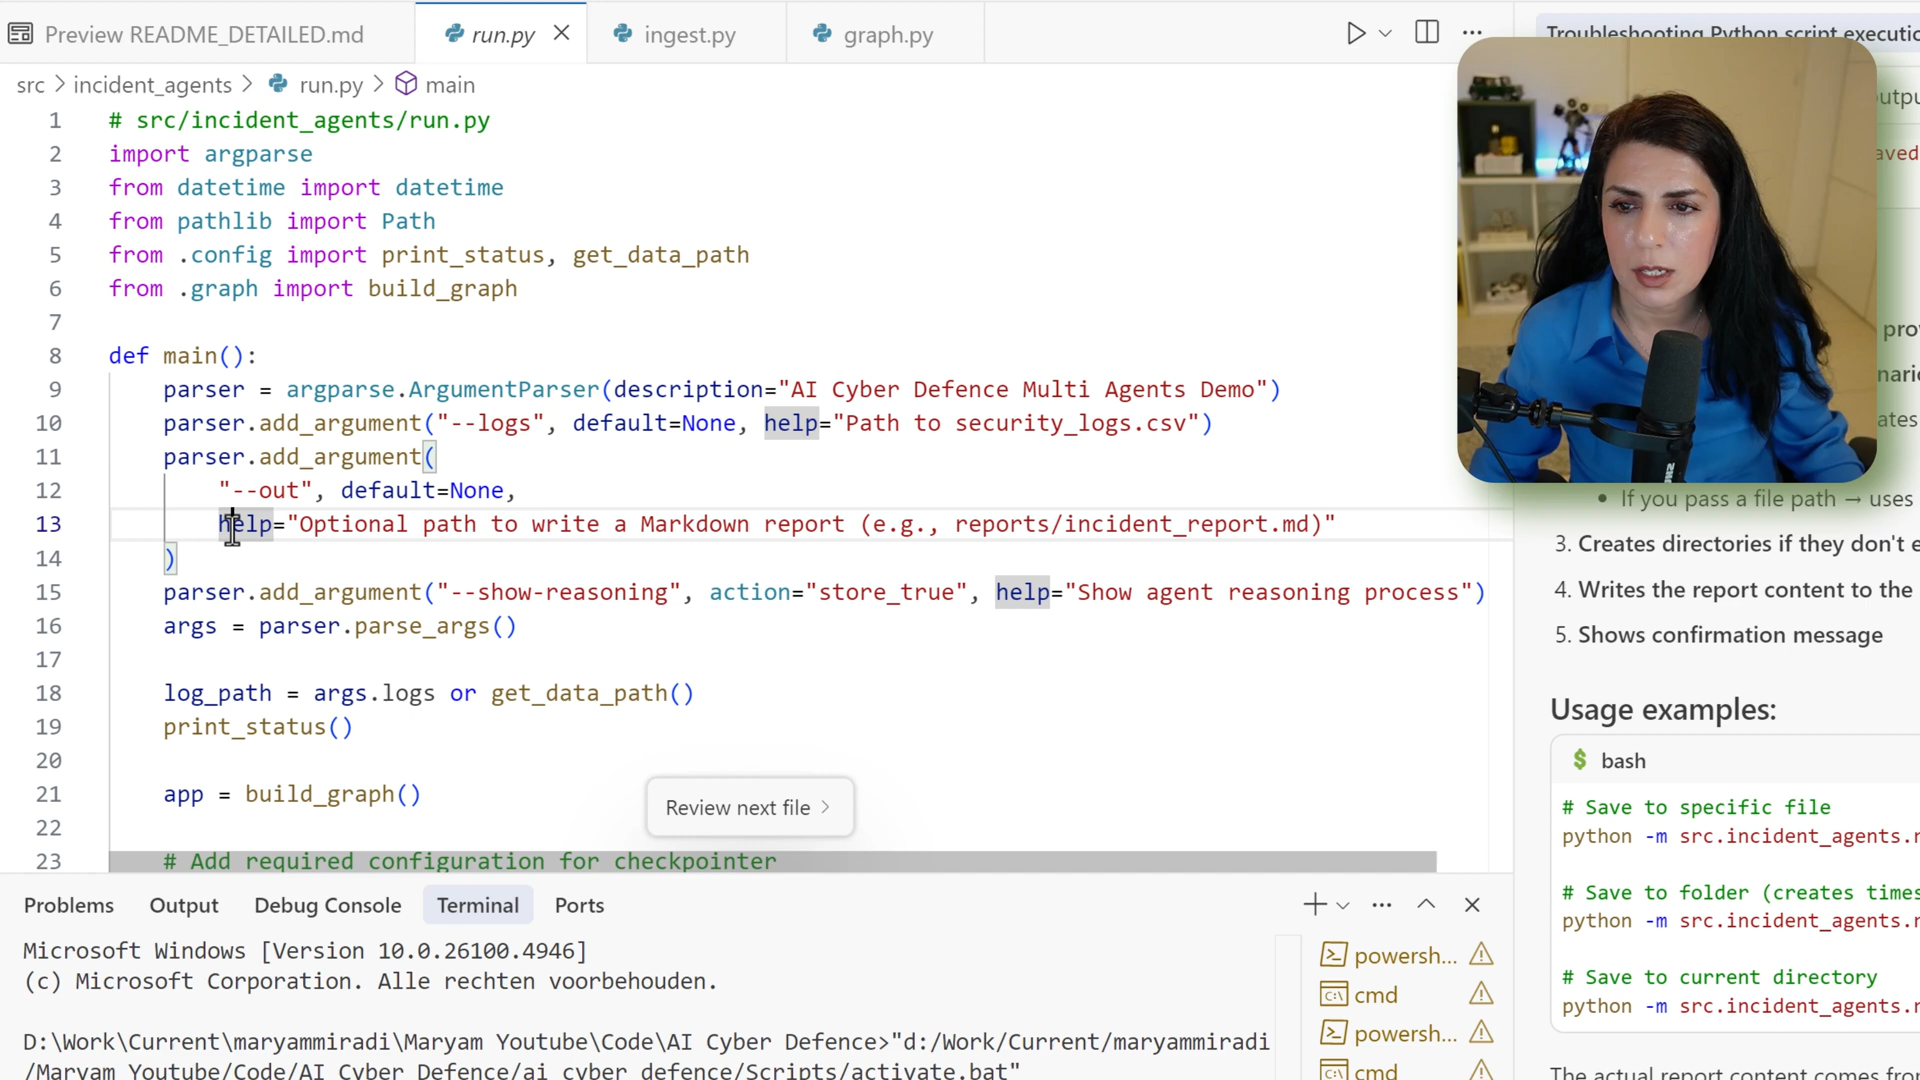 Preview README_DETAILED.md
run.py
ingest.py
graph.py
Troubleshooting Python script
src > incident_agents > run.py > main
1 # src/incident_agents/run.py
2 import argparse
3 from datetime import datetime
4 from pathlib import Path
5 from .config import print_status, get_data_path
6 from .graph import build_graph
7
8 def main():
9 parser = argparse.ArgumentParser(description="AI Cyber Defence Multi Agents Demo")
10 parser.add_argument("--logs", default=None, help="Path to security_logs.csv")
11 parser.add_argument(
12 "--out", default=None,
13 help="Optional path to write a Markdown report (e.g., reports/incident_report.md)"
14 )
15 parser.add_argument("--show-reasoning", action="store_true", help="Show agent reasoning process")
16 args = parser.parse_args()
17
18 log_path = args.logs or get_data_path()
19 print_status()
20
21 app = build_graph()
22
23 # Add required configuration for checkpointer
Review next file >
• If you pass a file path → uses
3. Creates directories if they don't
4. Writes the report content to the
5. Shows confirmation message
Usage examples:
$ bash
# Save to specific file
python -m src.incident_agents.r
# Save to folder (creates times
python -m src.incident_agents.r
# Save to current directory
python -m src.incident_agents.r
The actual report content comes
Problems
Output
Debug Console
Terminal
Ports
Microsoft Windows [Version 10.0.26100.4946]
(c) Microsoft Corporation. Alle rechten voorbehouden.
D:\Work\Current\maryammiradi\Maryam Youtube\Code\AI Cyber Defence>"d:/Work/Current/maryammiradi
/Maryam Youtube/Code/AI Cyber Defence/ai_cyber_defence/Scripts/activate.bat"
powersh...
cmd
powersh...
cmd